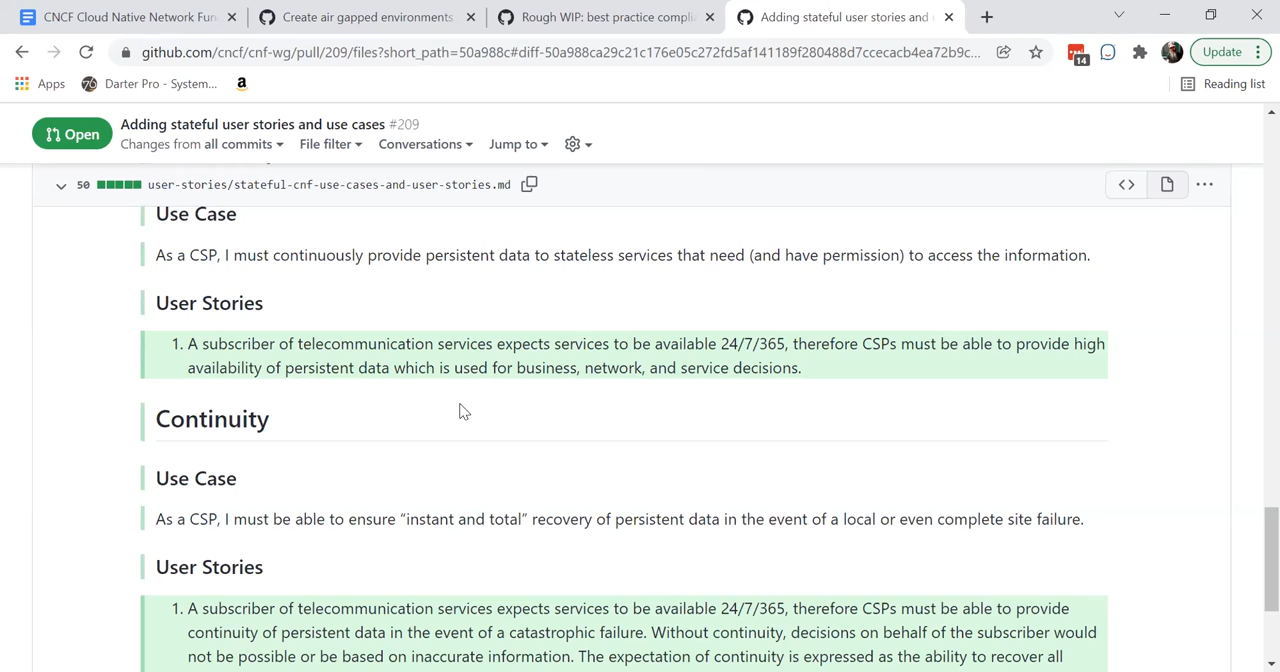 CNCF Cloud Native Network Fun
Create air gapped environments
Rough WIP: best practice compli
Adding stateful user stories and
github.com/cncf/cnf-wg/pull/209/files?short_path=50a988c#diff-50a988ca29c21c176e05c272fd5af141189f280488d7ccecacb4ea72b9c...
14
Update
Apps
Darter Pro - System...
a
Reading list
Open
Adding stateful user stories and use cases #209
Changes from all commits
File filter
Conversations
Jump to
50
user-stories/stateful-cnf-use-cases-and-user-stories.md
Use Case
As a CSP, I must continuously provide persistent data to stateless services that need (and have permission) to access the information.
User Stories
1. A subscriber of telecommunication services expects services to be available 24/7/365, therefore CSPs must be able to provide high
availability of persistent data which is used for business, network, and service decisions.
Continuity
Use Case
As a CSP, I must be able to ensure “instant and total” recovery of persistent data in the event of a local or even complete site failure.
User Stories
1. A subscriber of telecommunication services expects services to be available 24/7/365, therefore CSPs must be able to provide
continuity of persistent data in the event of a catastrophic failure. Without continuity, decisions on behalf of the subscriber would
not be possible or be based on inaccurate information. The expectation of continuity is expressed as the ability to recover all